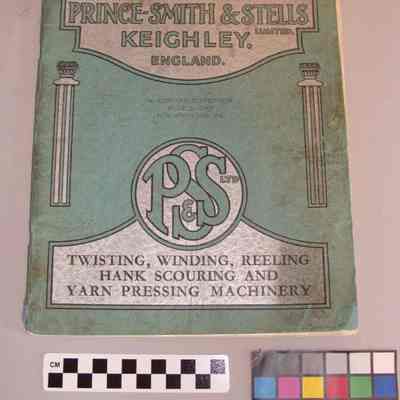 PRINCE-SMITH & STELLS
LIMITED.
KEIGHLEY,
ENGLAND.
PS&S
LTD
TWISTING, WINDING, REELING
HANK SCOURING AND
YARN PRESSING MACHINERY
CM